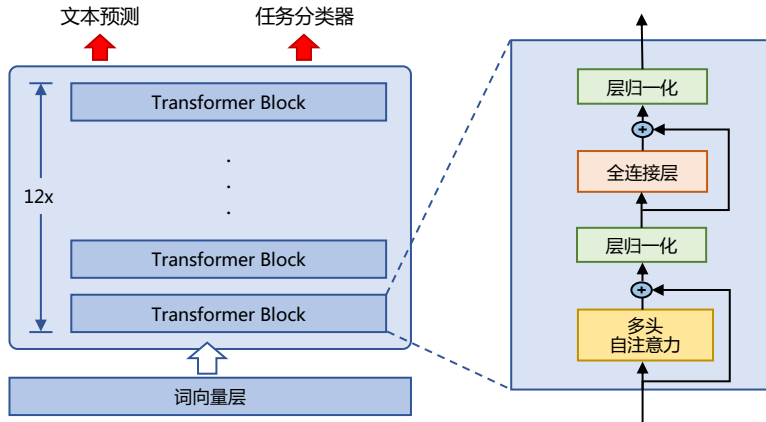 文本预测
任务分类器
Transformer Block
12x
Transformer Block
Transformer Block
词向量层
层归一化
+
全连接层
层归一化
+
多头
自注意力